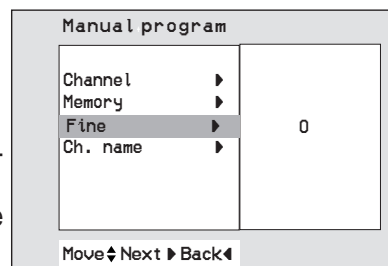 Manual program
Channel ▶
Memory ▶
Fine ▶ 0
Ch. name ▶
Move ♦ Next ▶ Back ◀